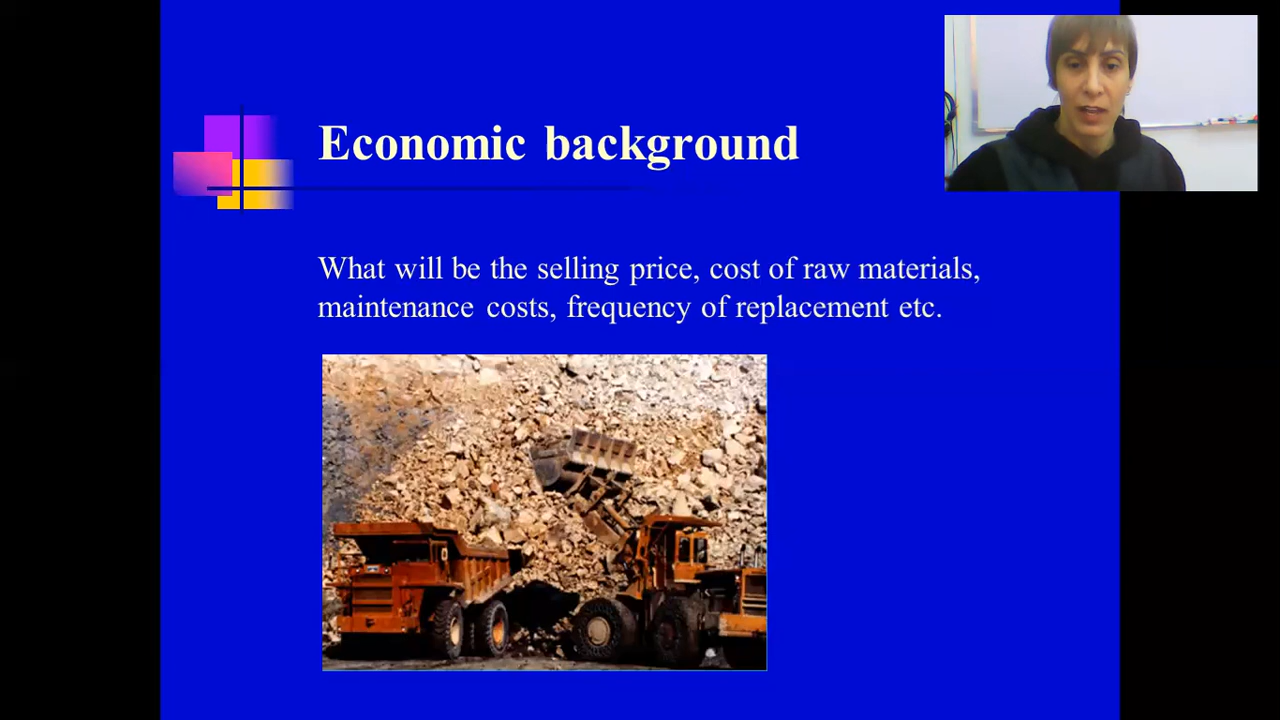 Economic background
What will be the selling price, cost of raw materials,
maintenance costs, frequency of replacement etc.